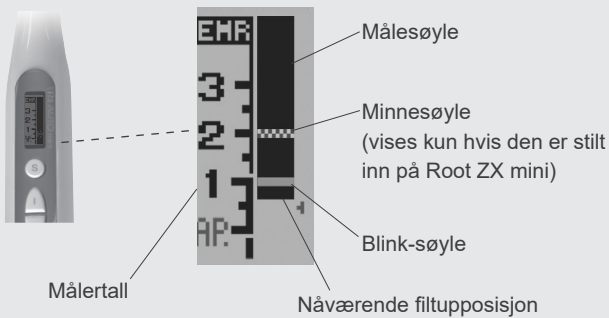 EMR
3
2
1
AP.
S
Målesøyle
Minnesøyle
(vises kun hvis den er stilt
inn på Root ZX mini)
Blink-søyle
Målertall
Nåværende filtupposisjon